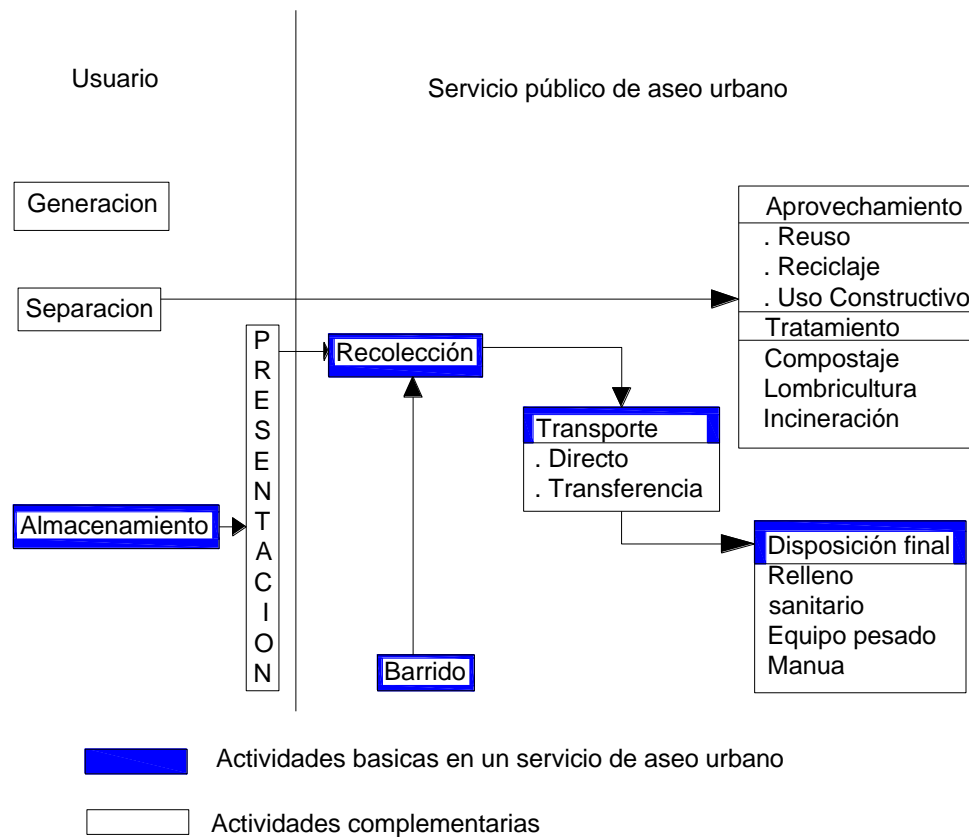 Usuario
Servicio público de aseo urbano
Generacion
Separacion
PRESENTACION
Almacenamiento
Recolección
Barrido
Transporte
. Directo
. Transferencia
Aprovechamiento
. Reuso
. Reciclaje
. Uso Constructivo
Tratamiento
Compostaje
Lombricultura
Incineración
Disposición final
Relleno
sanitario
Equipo pesado
Manua
Actividades basicas en un servicio de aseo urbano
Actividades complementarias